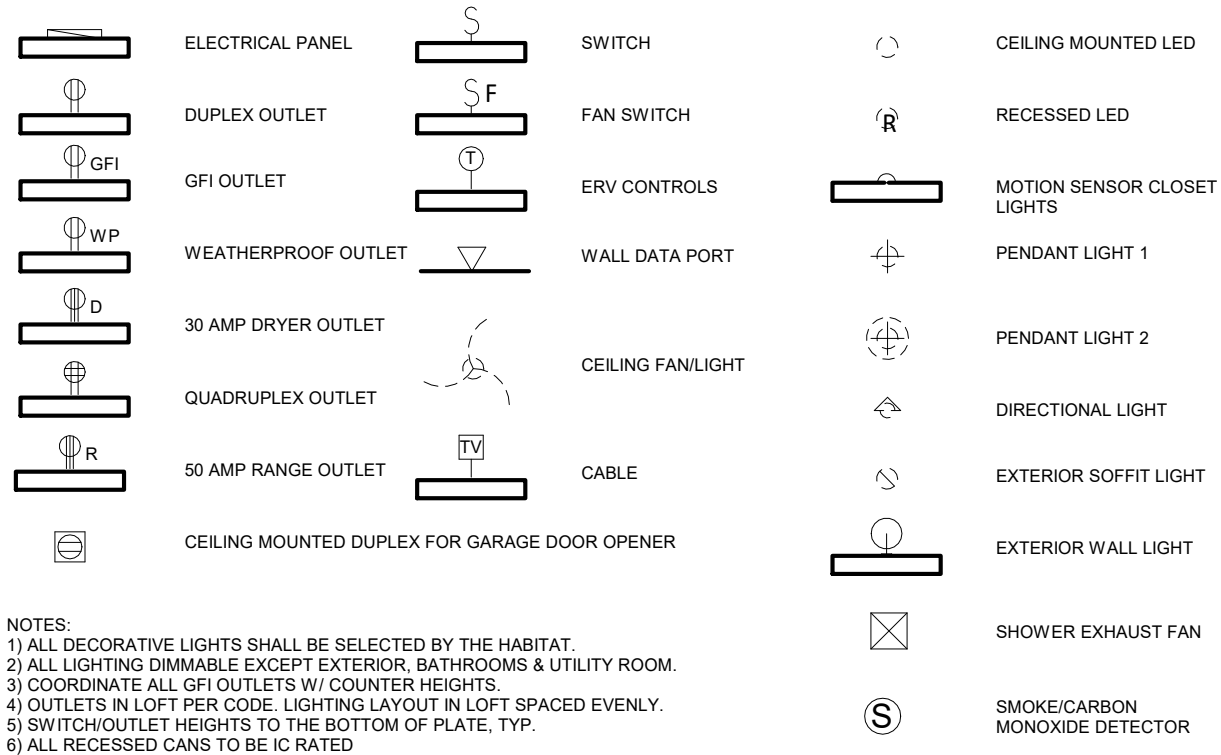 ELECTRICAL PANEL
DUPLEX OUTLET
GFI
GFI OUTLET
WP
WEATHERPROOF OUTLET
D
30 AMP DRYER OUTLET
QUADRUPLEX OUTLET
R
50 AMP RANGE OUTLET
CEILING MOUNTED DUPLEX FOR GARAGE DOOR OPENER
S
SWITCH
S F
FAN SWITCH
T
ERV CONTROLS
WALL DATA PORT
CEILING FAN/LIGHT
TV
CABLE
CEILING MOUNTED LED
R
RECESSED LED
MOTION SENSOR CLOSET
LIGHTS
PENDANT LIGHT 1
PENDANT LIGHT 2
DIRECTIONAL LIGHT
EXTERIOR SOFFIT LIGHT
EXTERIOR WALL LIGHT
SHOWER EXHAUST FAN
S
SMOKE/CARBON
MONOXIDE DETECTOR
NOTES:
1) ALL DECORATIVE LIGHTS SHALL BE SELECTED BY THE HABITAT.
2) ALL LIGHTING DIMMABLE EXCEPT EXTERIOR, BATHROOMS & UTILITY ROOM.
3) COORDINATE ALL GFI OUTLETS W/ COUNTER HEIGHTS.
4) OUTLETS IN LOFT PER CODE. LIGHTING LAYOUT IN LOFT SPACED EVENLY.
5) SWITCH/OUTLET HEIGHTS TO THE BOTTOM OF PLATE, TYP.
6) ALL RECESSED CANS TO BE IC RATED